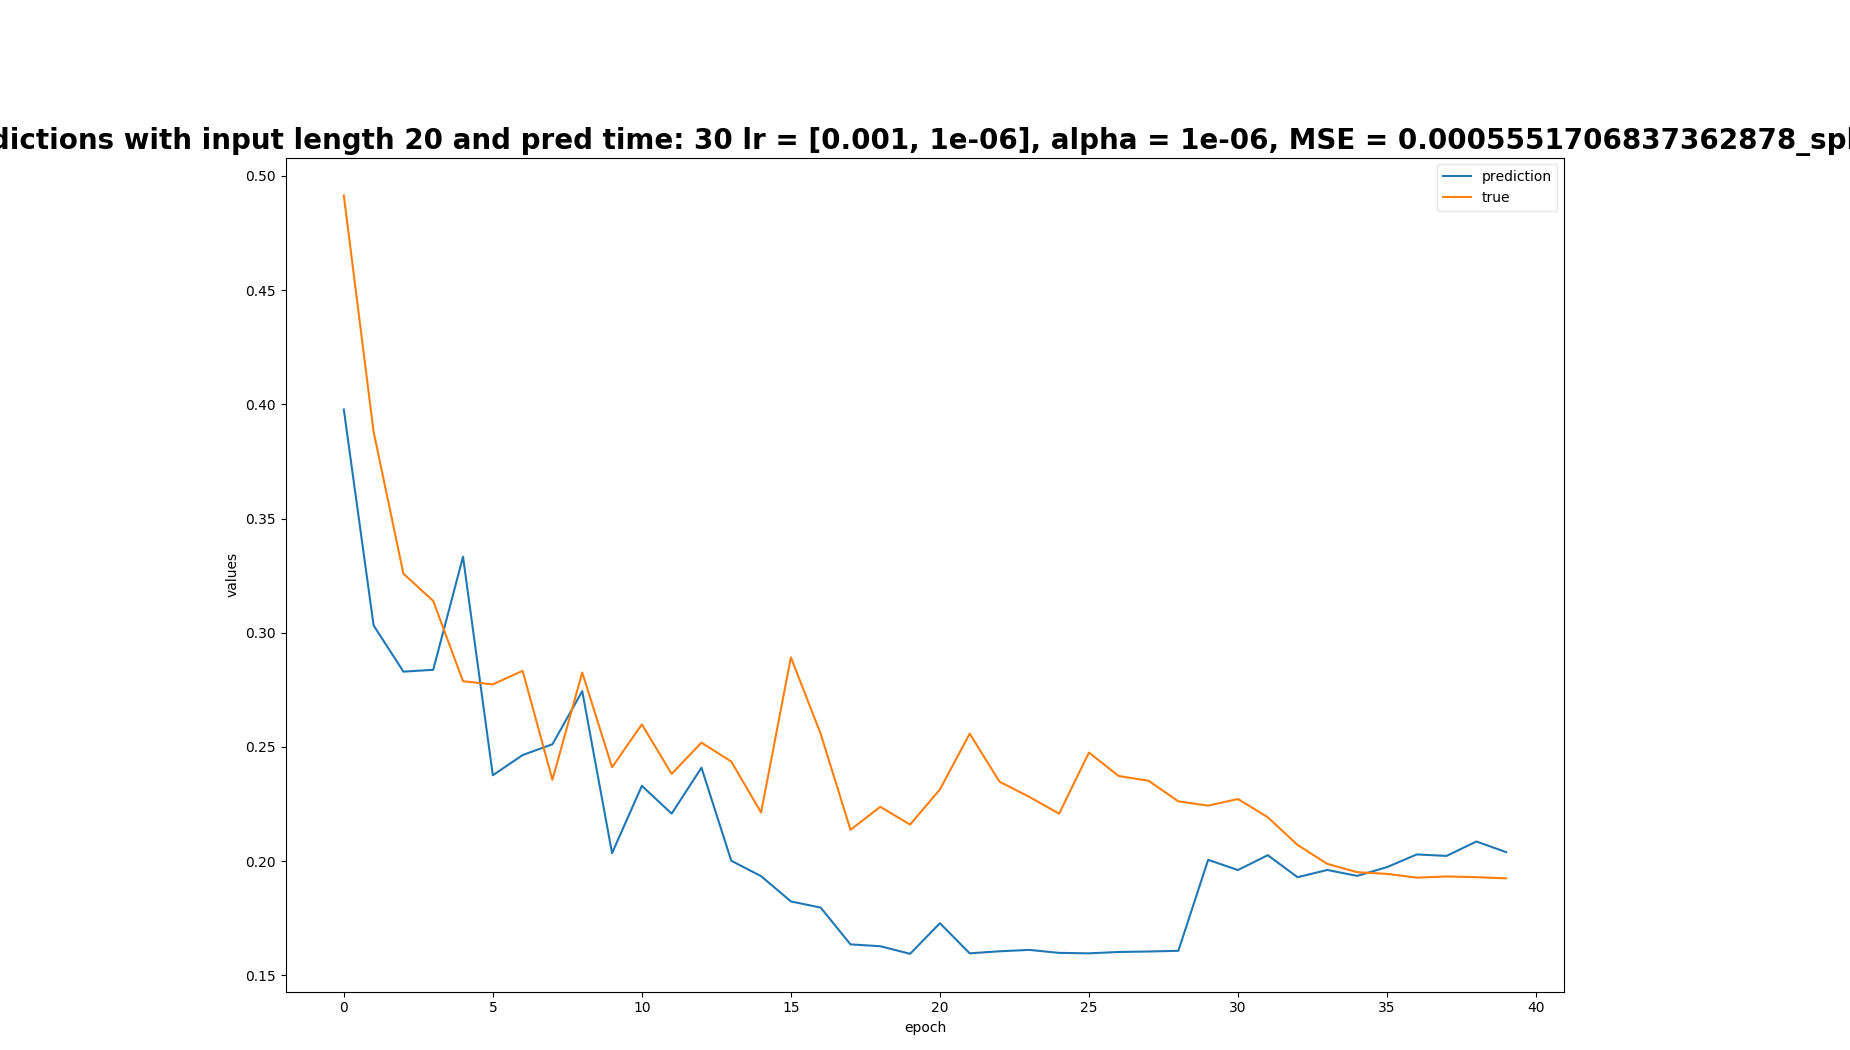 dictions with input length 20 and pred time: 30 lr = [0.001, 1e-06], alpha = 1e-06, MSE = 0.0005551706837362878_spl
prediction
true
0.50
0.45
0.40
0.35
0.30
0.25
0.20
0.15
values
0 5 10 15 20 25 30 35 40
epoch